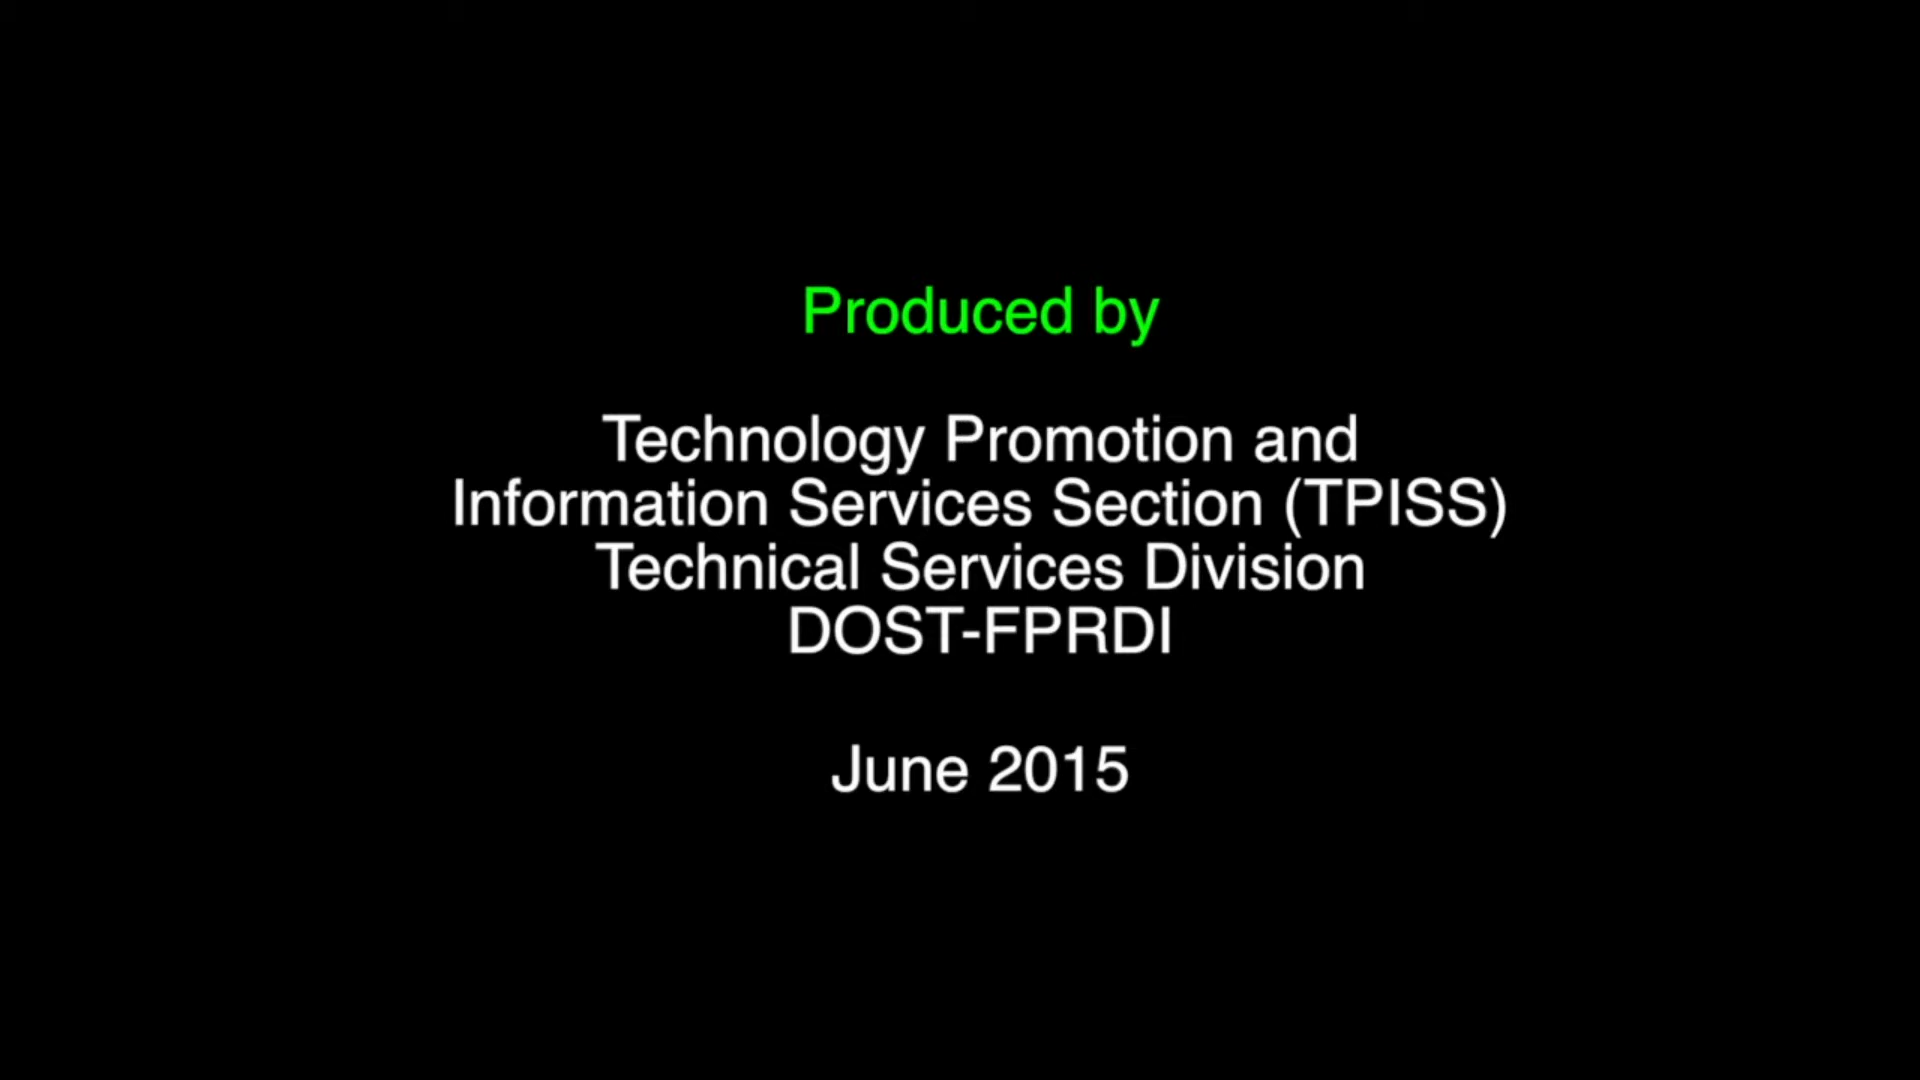 Produced by
Technology Promotion and
Information Services Section (TPISS)
Technical Services Division
DOST-FPRDI
June 2015